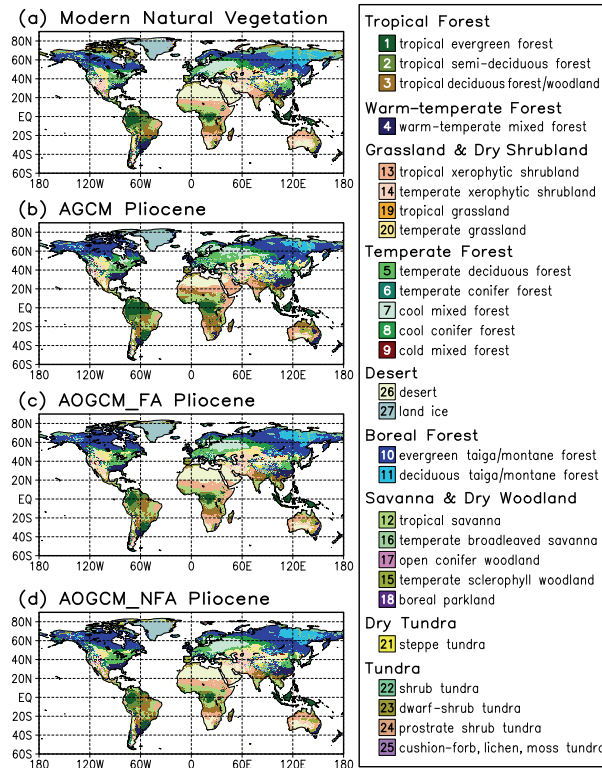 (a) Modern Natural Vegetation
80N
60N
40N
20N
EQ
20S
40S
60S
180 120W 60W 0 60E 120E 180
(b) AGCM Pliocene
80N
60N
40N
20N
EQ
20S
40S
60S
180 120W 60W 0 60E 120E 180
(c) AOGCM_FA Pliocene
80N
60N
40N
20N
EQ
20S
40S
60S
180 120W 60W 0 60E 120E 180
(d) AOGCM_NFA Pliocene
80N
60N
40N
20N
EQ
20S
40S
60S
180 120W 60W 0 60E 120E 180
Tropical Forest
1 tropical evergreen forest
2 tropical semi-deciduous forest
3 tropical deciduous forest/woodland
Warm-temperate Forest
4 warm-temperate mixed forest
Grassland & Dry Shrubland
13 tropical xerophytic shrubland
14 temperate xerophytic shrubland
19 tropical grassland
20 temperate grassland
Temperate Forest
5 temperate deciduous forest
6 temperate conifer forest
7 cool mixed forest
8 cool conifer forest
9 cold mixed forest
Desert
26 desert
27 land ice
Boreal Forest
10 evergreen taiga/montane forest
11 deciduous taiga/montane forest
Savanna & Dry Woodland
12 tropical savanna
16 temperate broadleaved savanna
17 open conifer woodland
15 temperate sclerophyll woodland
18 boreal parkland
Dry Tundra
21 steppe tundra
Tundra
22 shrub tundra
23 dwarf-shrub tundra
24 prostrate shrub tundra
25 cushion-forb, lichen, moss tundra